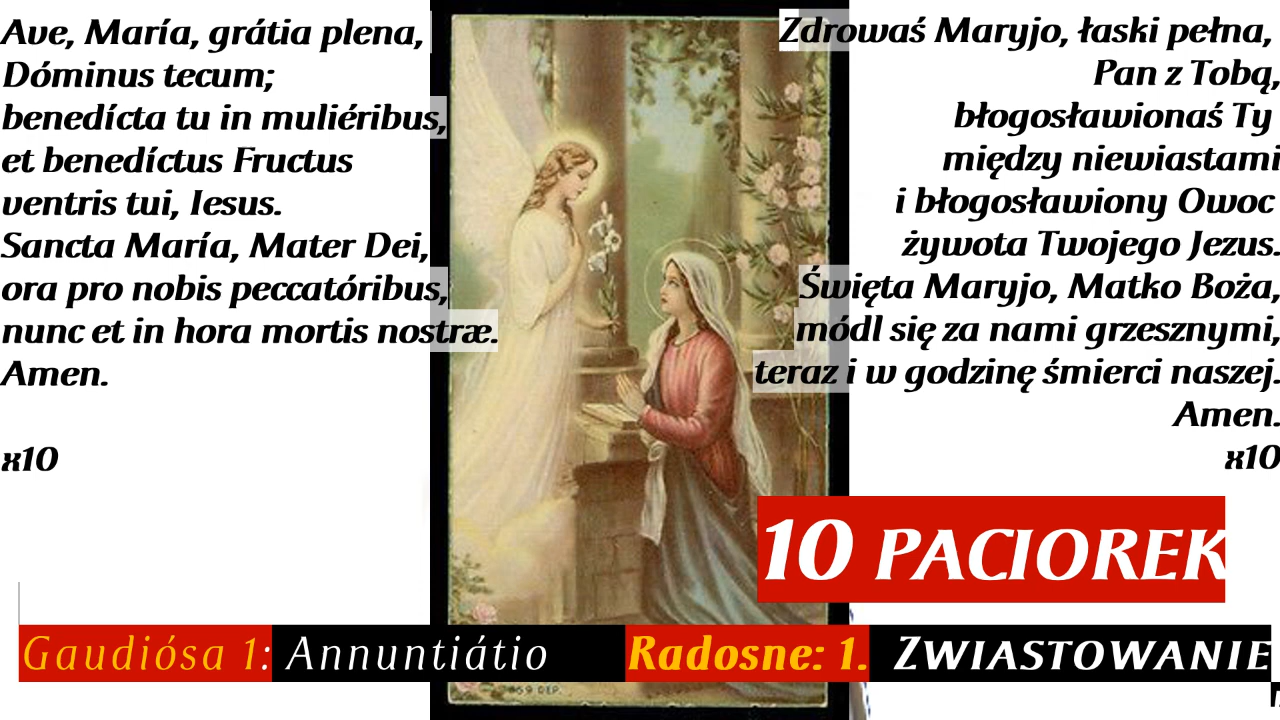 Ave, María, grátia plena,
Dóminus tecum;
benedícta tu in muliéribus,
et benedíctus Fructus
ventris tui, Iesus.
Sancta María, Mater Dei,
ora pro nobis peccatóribus,
nunc et in hora mortis nostræ.
Amen.
x10
Zdrowaś Maryjo, łaski pełna,
Pan z Tobą,
błogosławionaś Ty
między niewiastami
i błogosławiony Owoc
żywota Twojego Jezus.
Święta Maryjo, Matko Boża,
módl się za nami grzesznymi,
teraz i w godzinę śmierci naszej.
Amen.
x10
10 PACIOREK
Gaudiósa 1: Annuntiátio
Radosne: 1. ZWIASTOWANIE